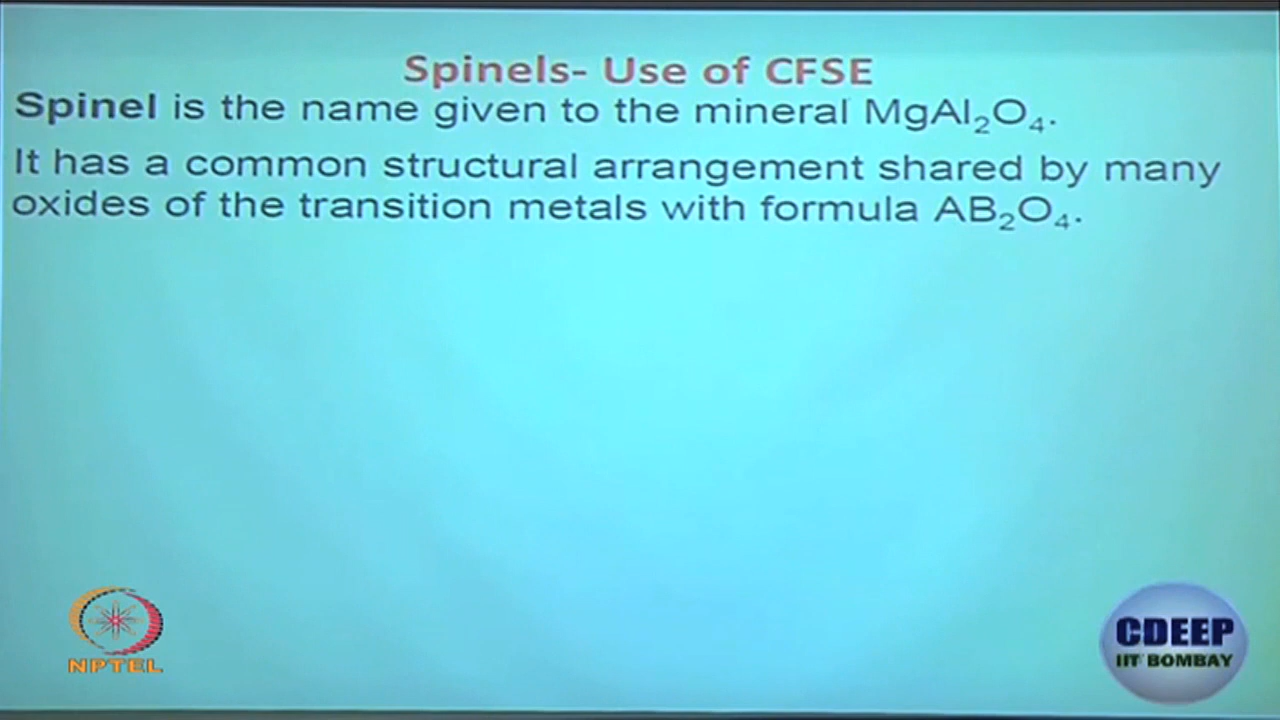 Spinels- Use of CFSE
Spinel is the name given to the mineral MgAl₂O₄.
It has a common structural arrangement shared by many
oxides of the transition metals with formula AB₂O₄.
NPTEL
CDEEP
IIT BOMBAY